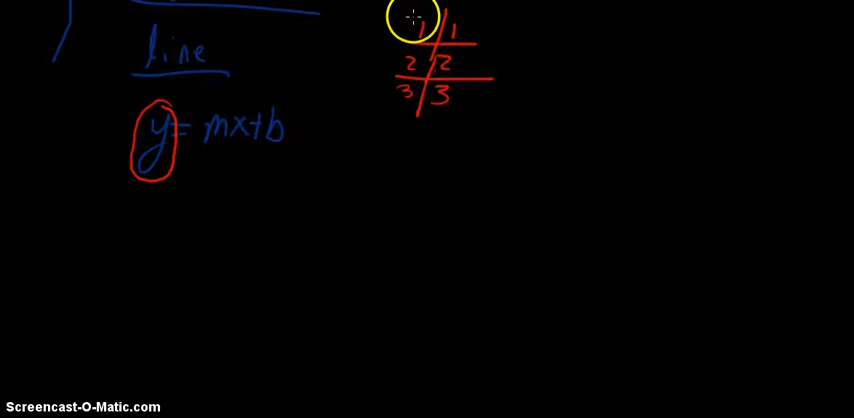 line
y = mx+b
1 1
2 2
3 3
Screencast-O-Matic.com